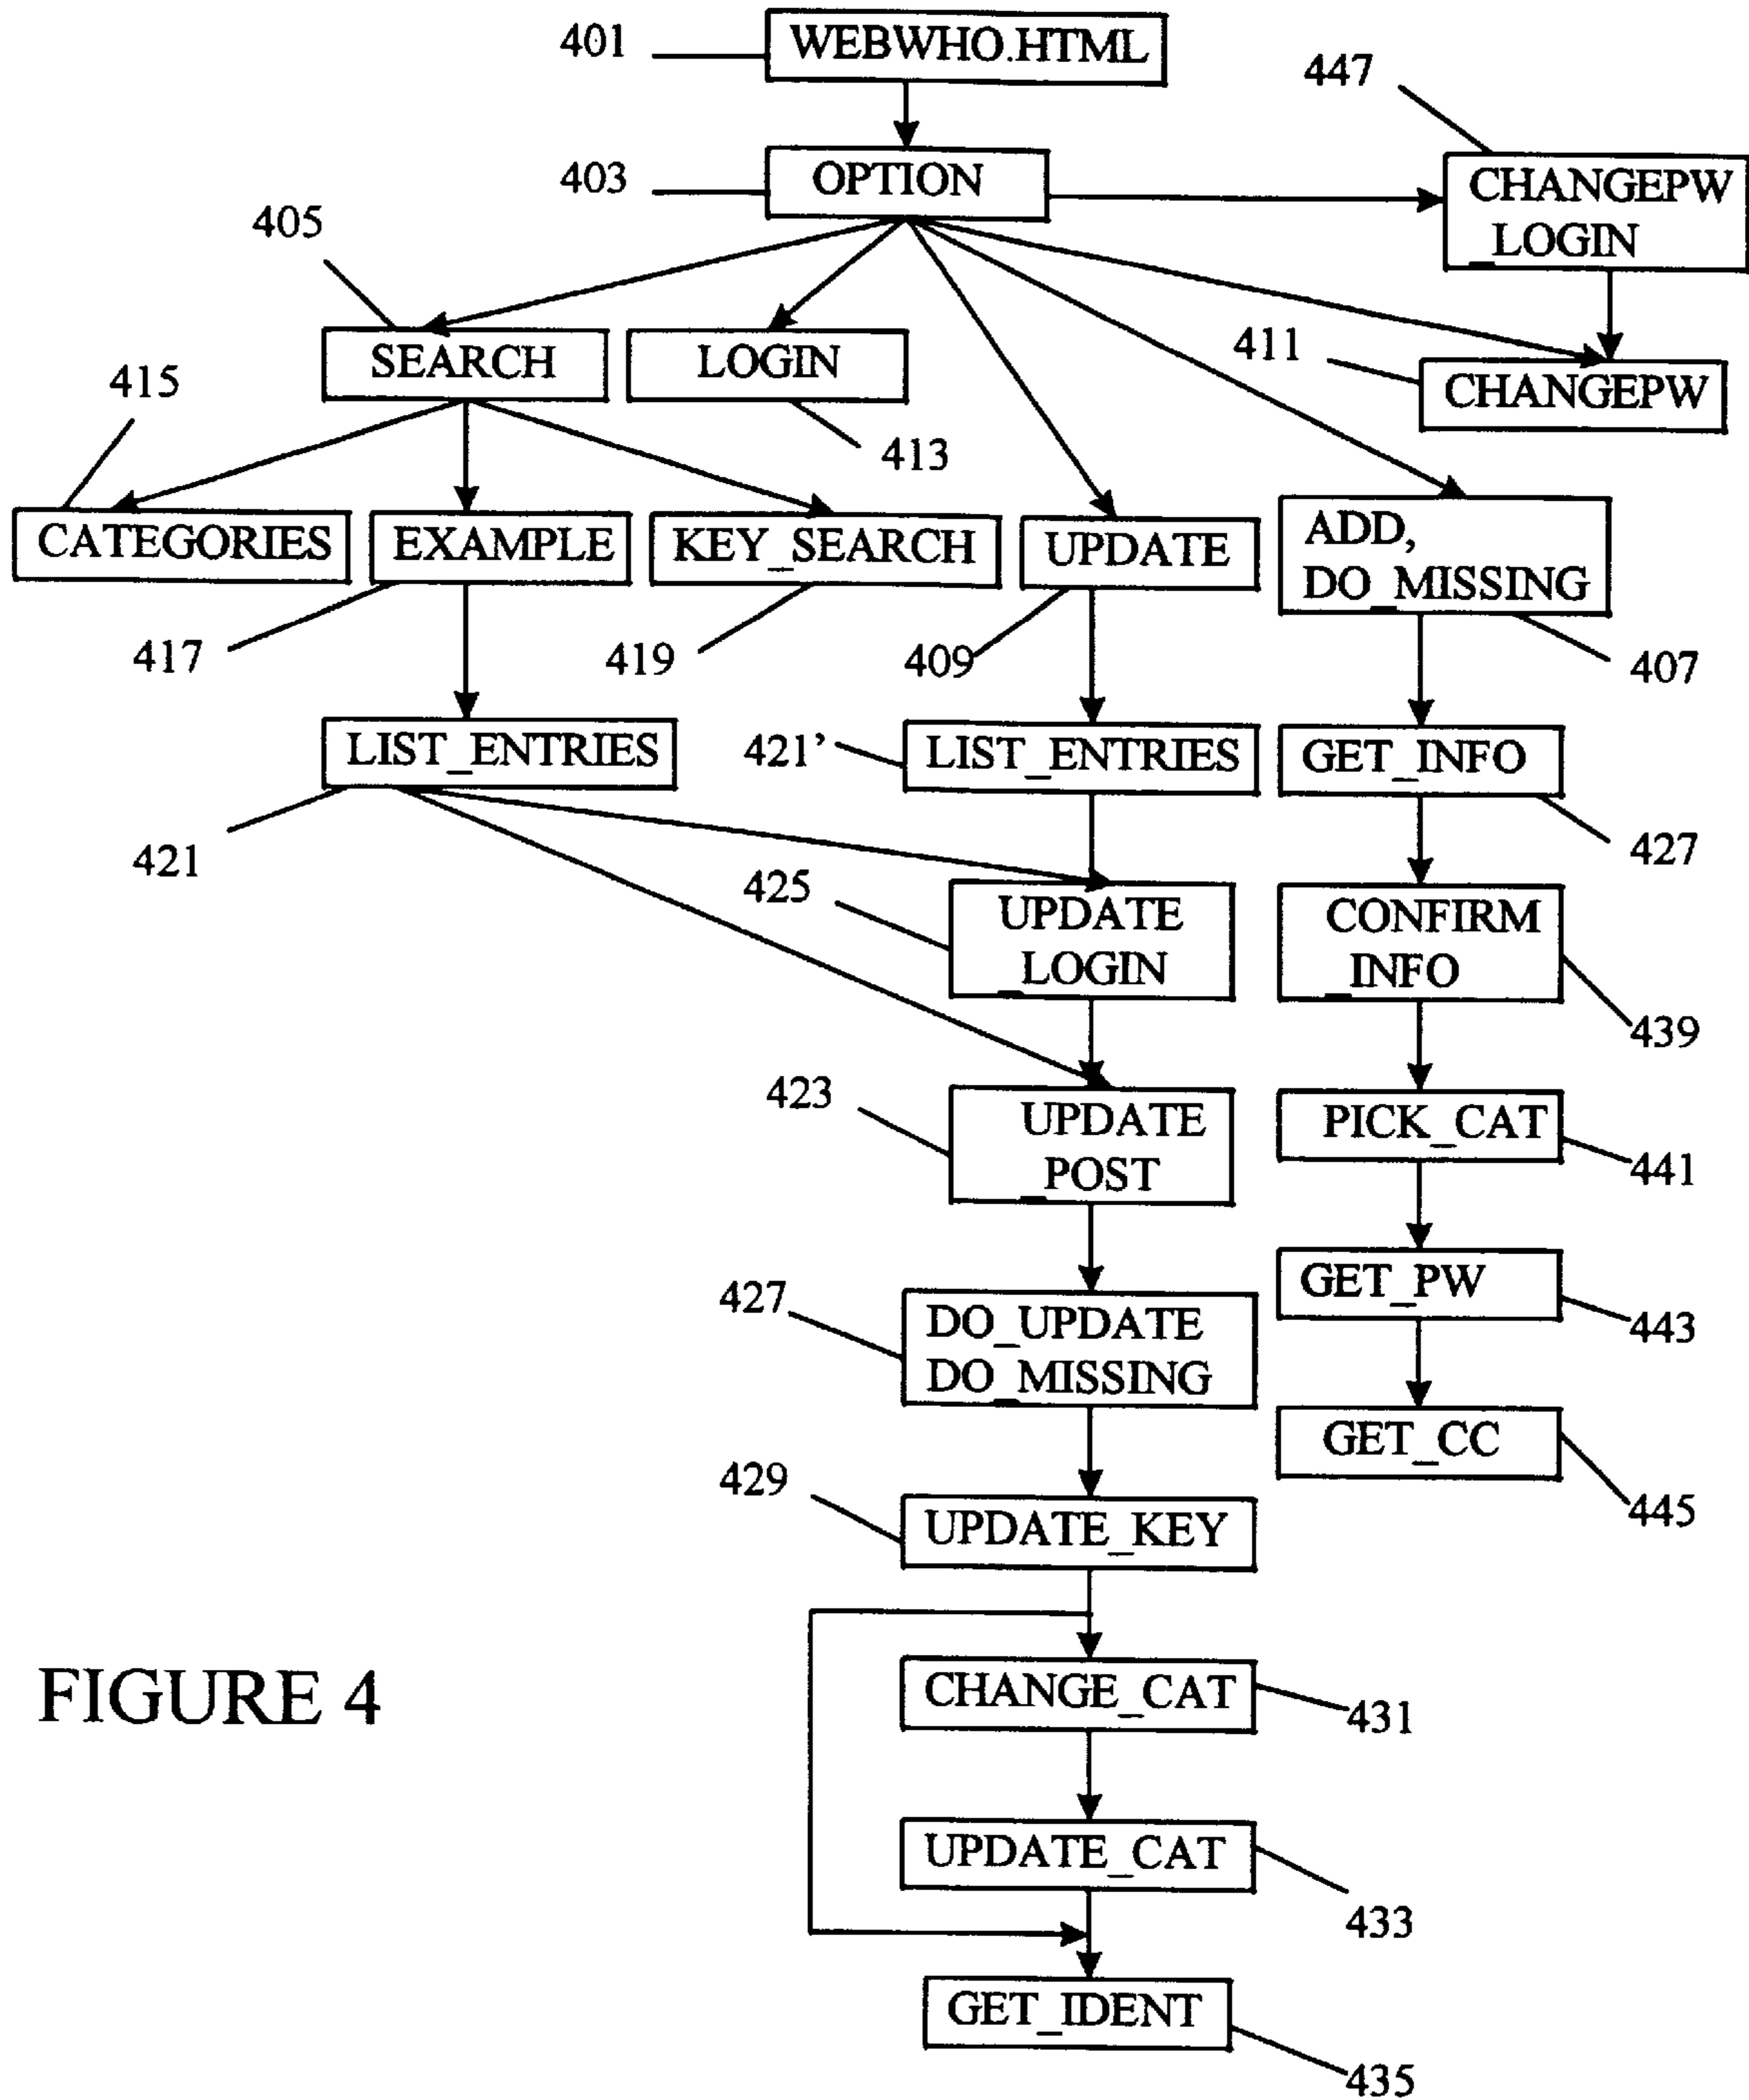 401
WEBWHO.HTML
447
403
OPTION
CHANGEPW
_LOGIN
405
SEARCH
LOGIN
411
CHANGEPW
415
413
CATEGORIES
EXAMPLE
KEY_SEARCH
UPDATE
ADD,
DO_MISSING
417
419
409
407
LIST_ENTRIES
421’
LIST_ENTRIES
GET_INFO
421
427
425
UPDATE
_LOGIN
CONFIRM
_INFO
439
423
UPDATE
_POST
PICK_CAT
441
GET_PW
443
427
DO_UPDATE
DO_MISSING
GET_CC
445
429
UPDATE_KEY
FIGURE 4
CHANGE_CAT
431
UPDATE_CAT
433
GET_IDENT
435